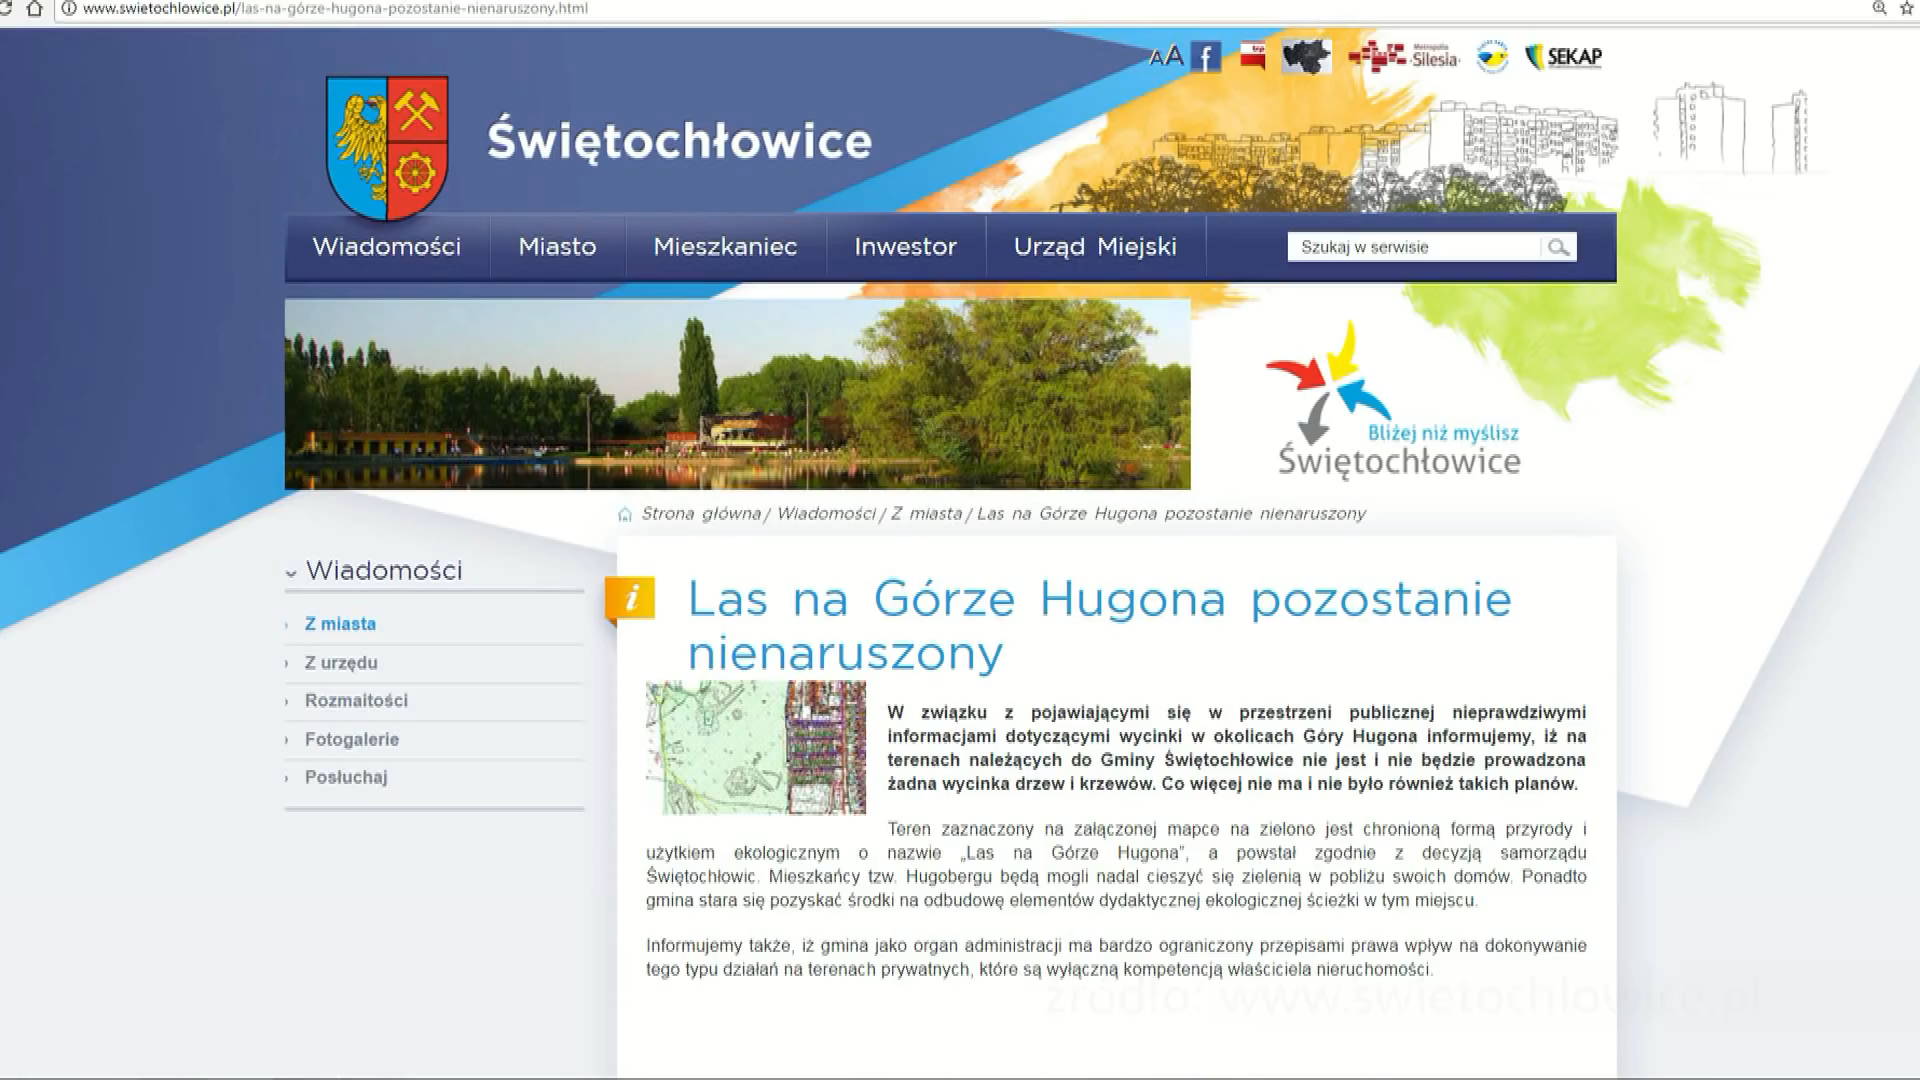 www.swietochlowice.pl/las-na-górze-hugona-pozostanie-nienaruszony.html
AA f bip Metropolia Silesia SEKAP
Świętochłowice
Wiadomości Miasto Mieszkaniec Inwestor Urząd Miejski Szukaj w serwisie
Bliżej niż myślisz
Świętochłowice
Strona główna/ Wiadomości/ Z miasta/ Las na Górze Hugona pozostanie nienaruszony
Wiadomości
Z miasta
Z urzędu
Rozmaitości
Fotogalerie
Posłuchaj
i
Las na Górze Hugona pozostanie
nienaruszony
W związku z pojawiającymi się w przestrzeni publicznej nieprawdziwymi
informacjami dotyczącymi wycinki w okolicach Góry Hugona informujemy, iż na
terenach należących do Gminy Świętochłowice nie jest i nie będzie prowadzona
żadna wycinka drzew i krzewów. Co więcej nie ma i nie było również takich planów.
Teren zaznaczony na załączonej mapce na zielono jest chronioną formą przyrody i
użytkiem ekologicznym o nazwie „Las na Górze Hugona”, a powstał zgodnie z decyzją samorządu
Świętochłowic. Mieszkańcy tzw. Hugobergu będą mogli nadal cieszyć się zielenią w pobliżu swoich domów. Ponadto
gmina stara się pozyskać środki na odbudowę elementów dydaktycznej ekologicznej ścieżki w tym miejscu.
Informujemy także, iż gmina jako organ administracji ma bardzo ograniczony przepisami prawa wpływ na dokonywanie
tego typu działań na terenach prywatnych, które są wyłączną kompetencją właściciela nieruchomości.
źródło: www.swietochlowice.pl